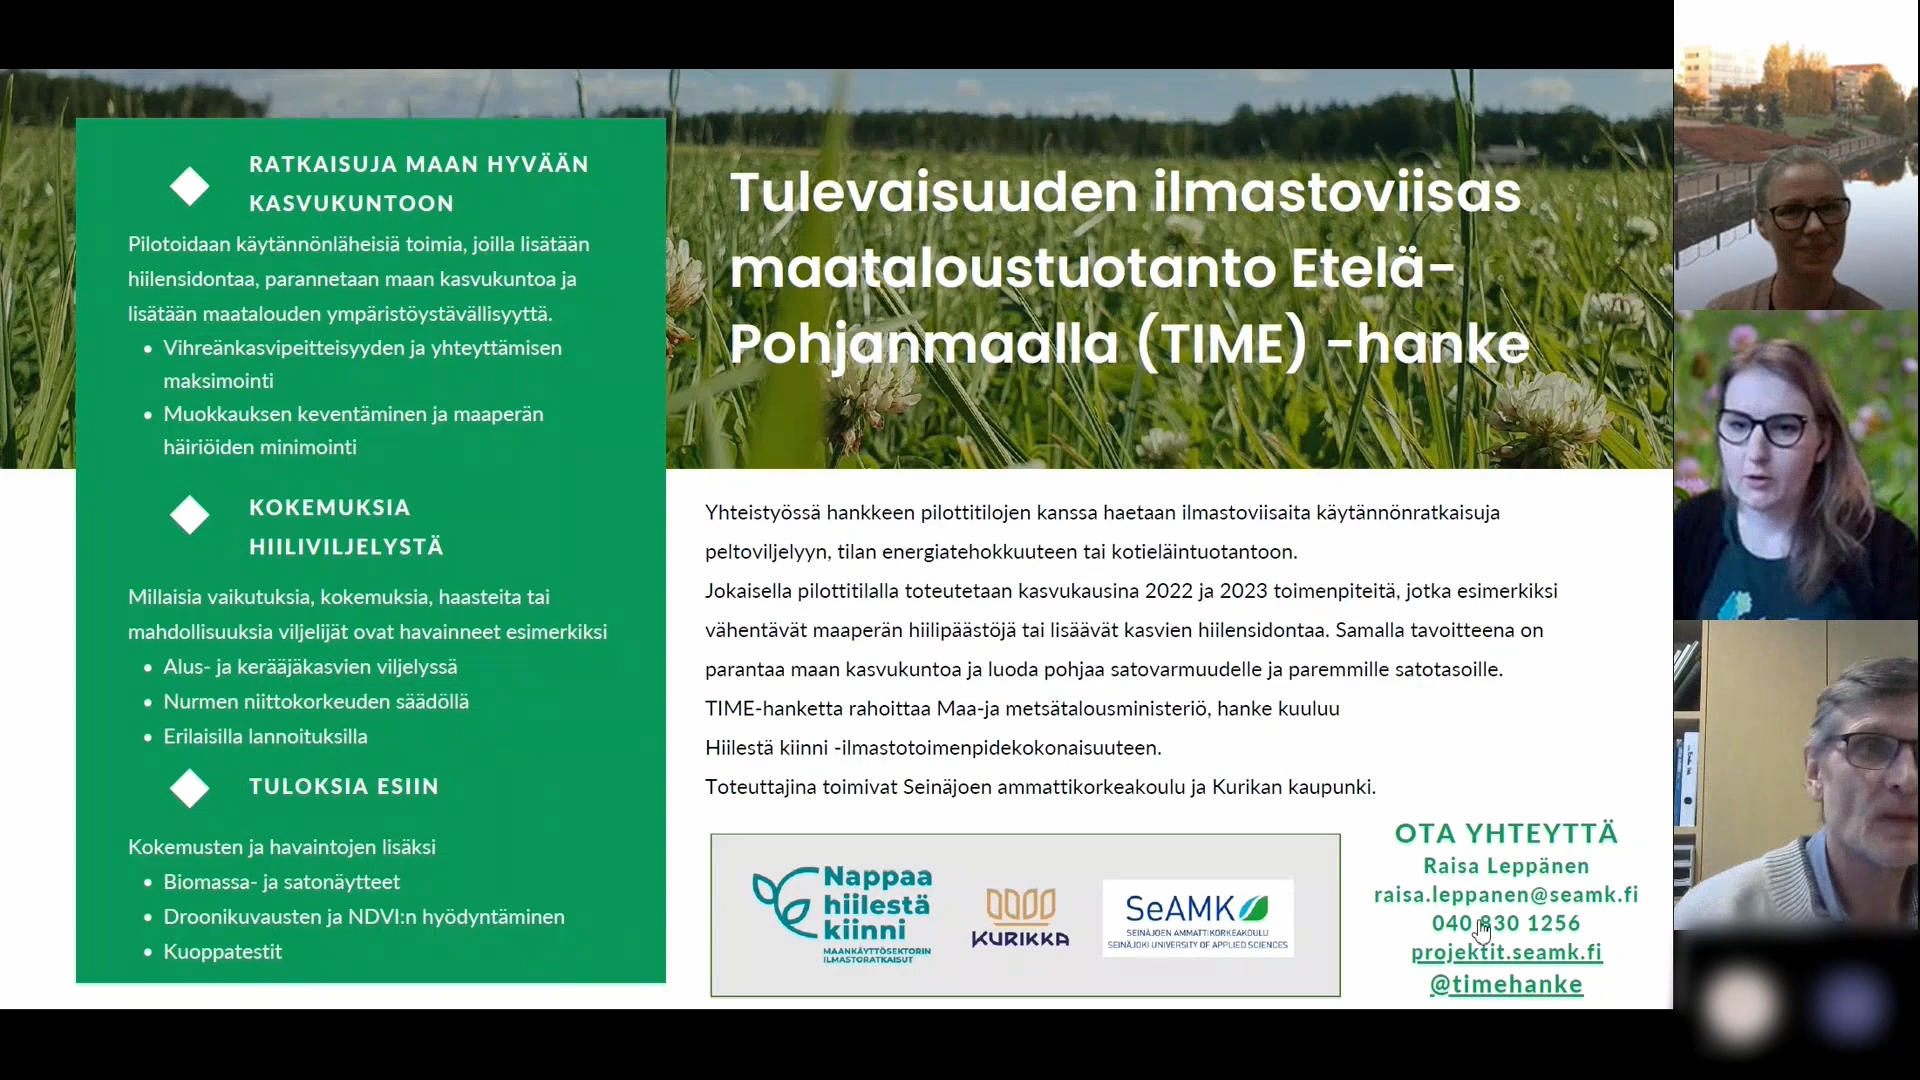 RATKAISUJA MAAN HYVÄÄN
KASVUKUNTOON
Pilotoidaan käytännönläheisiä toimia, joilla lisätään
hiilensidontaa, parannetaan maan kasvukuntoa ja
lisätään maatalouden ympäristöystävällisyyttä.
• Vihreänkasvipeitteisyyden ja yhteyttämisen
maksimointi
• Muokkauksen keventäminen ja maaperän
häiriöiden minimointi
KOKEMUKSIA
HIILIVILJELYSTÄ
Millaisia vaikutuksia, kokemuksia, haasteita tai
mahdollisuuksia viljelijät ovat havainneet esimerkiksi
• Alus- ja kerääjäkasvien viljelyssä
• Nurmen niittokorkeuden säädöllä
• Erilaisilla lannoituksilla
TULOKSIA ESIIN
Kokemusten ja havaintojen lisäksi
• Biomassa- ja satonäytteet
• Droonikuvausten ja NDVI:n hyödyntäminen
• Kuoppatestit
Tulevaisuuden ilmastoviisas
maataloustuotanto Etelä-
Pohjanmaalla (TIME) -hanke
Yhteistyössä hankkeen pilottitilojen kanssa haetaan ilmastoviisaita käytännönratkaisuja
peltoviljelyyn, tilan energiatehokkuuteen tai kotieläintuotantoon.
Jokaisella pilottitilalla toteutetaan kasvukausina 2022 ja 2023 toimenpiteitä, jotka esimerkiksi
vähentävät maaperän hiilipäästöjä tai lisäävät kasvien hiilensidontaa. Samalla tavoitteena on
parantaa maan kasvukuntoa ja luoda pohjaa satovarmuudelle ja paremmille satotasoille.
TIME-hanketta rahoittaa Maa-ja metsätalousministeriö, hanke kuuluu
Hiilestä kiinni -ilmastotoimenpidekokonaisuuteen.
Toteuttajina toimivat Seinäjoen ammattikorkeakoulu ja Kurikan kaupunki.
Nappaa
hiilestä
kiinni
MAANKÄYTTÖSEKTORIN
ILMASTORATKAISUT
KURIKKA
SeAMK
SEINÄJOEN AMMATTIKORKEAKOULU
SEINÄJOKI UNIVERSITY OF APPLIED SCIENCES
OTA YHTEYTTÄ
Raisa Leppänen
raisa.leppanen@seamk.fi
040 830 1256
projektit.seamk.fi
@timehanke